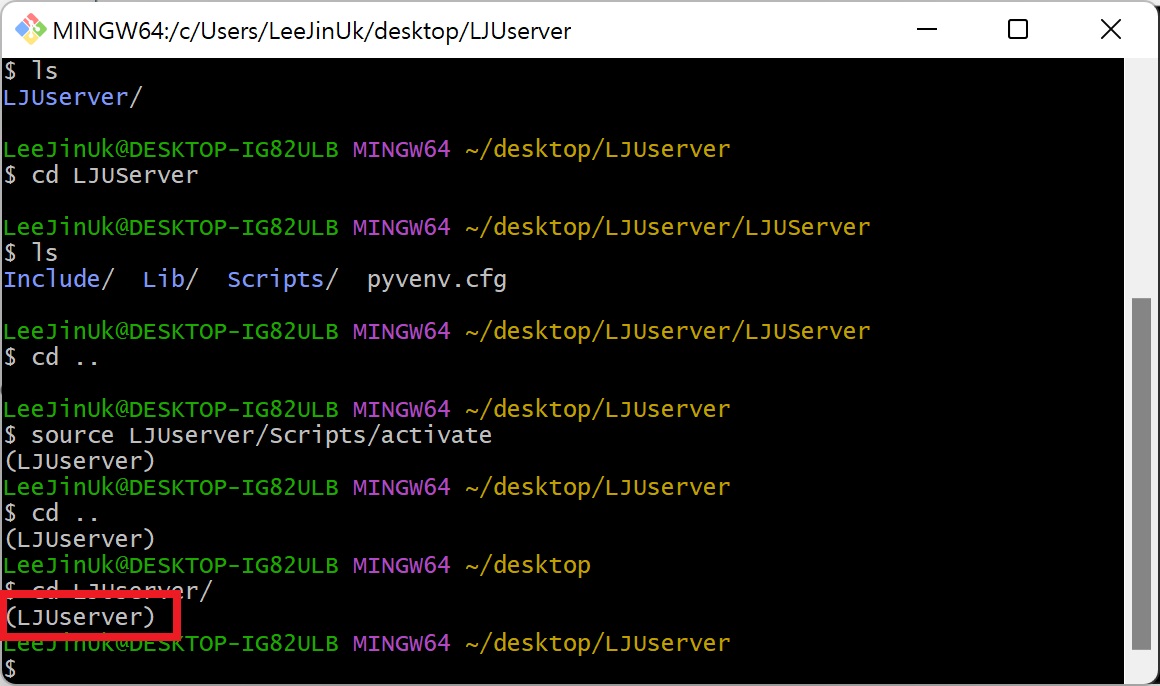 MINGW64:/c/Users/LeeJinUk/desktop/LJUserver
$ ls
LJUserver/
LeeJinUk@DESKTOP-IG82ULB MINGW64 ~/desktop/LJUserver
$ cd LJUServer
LeeJinUk@DESKTOP-IG82ULB MINGW64 ~/desktop/LJUserver/LJUServer
$ ls
Include/  Lib/  Scripts/  pyvenv.cfg
LeeJinUk@DESKTOP-IG82ULB MINGW64 ~/desktop/LJUserver/LJUServer
$ cd ..
LeeJinUk@DESKTOP-IG82ULB MINGW64 ~/desktop/LJUserver
$ source LJUserver/Scripts/activate
(LJUserver)
LeeJinUk@DESKTOP-IG82ULB MINGW64 ~/desktop/LJUserver
$ cd ..
(LJUserver)
LeeJinUk@DESKTOP-IG82ULB MINGW64 ~/desktop
$ cd LJUserver/
(LJUserver)
LeeJinUk@DESKTOP-IG82ULB MINGW64 ~/desktop/LJUserver
$